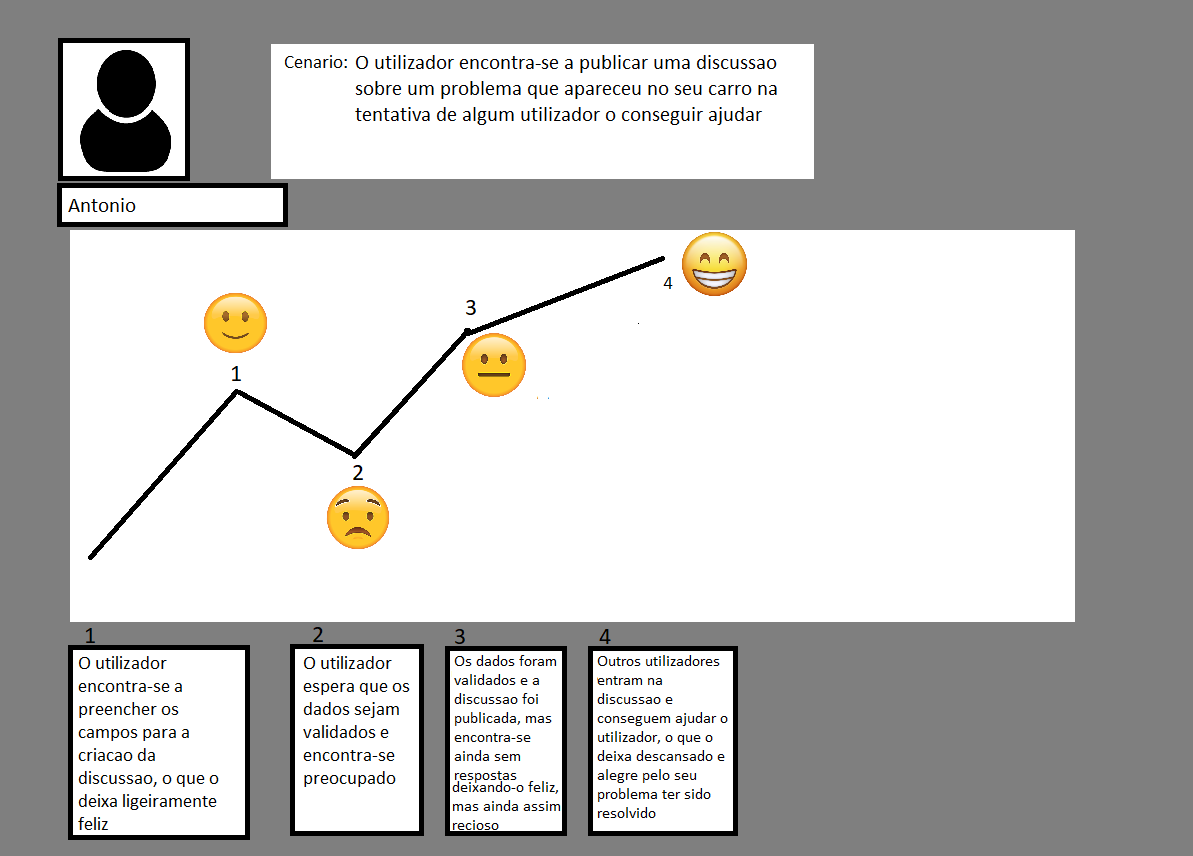 Cenario: O utilizador encontra-se a publicar uma discussao
sobre um problema que apareceu no seu carro na
tentativa de algum utilizador o conseguir ajudar
Antonio
1
2
3
4
1
O utilizador
encontra-se a
preencher os
campos para a
criacao da
discussao, o que o
deixa ligeiramente
feliz
2
O utilizador
espera que os
dados sejam
validados e
encontra-se
preocupado
3
Os dados foram
validados e a
discussao foi
publicada, mas
encontra-se
ainda sem
respostas
deixando-o feliz,
mas ainda assim
recioso
4
Outros utilizadores
entram na
discussao e
conseguem ajudar o
utilizador, o que o
deixa descansado e
alegre pelo seu
problema ter sido
resolvido